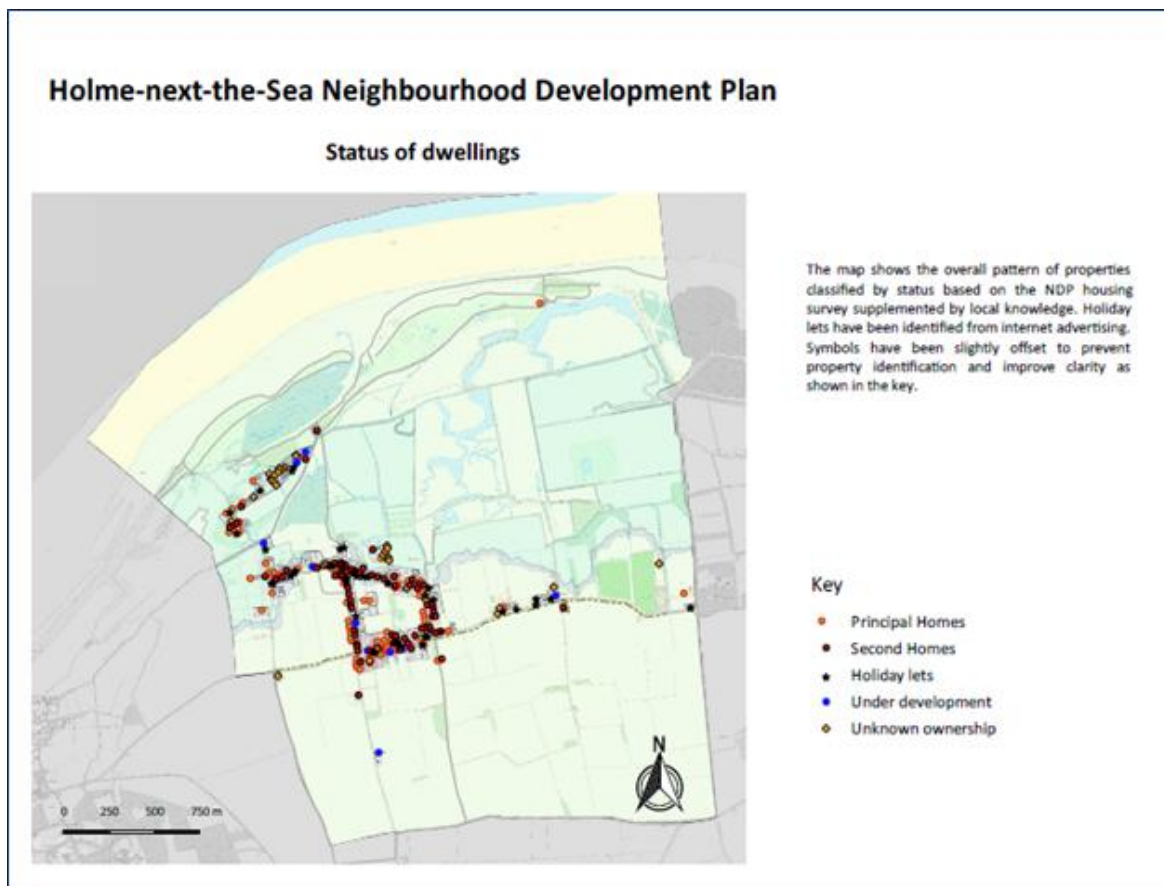 Holme-next-the-Sea Neighbourhood Development Plan
Status of dwellings
The map shows the overall pattern of properties
classified by status based on the NDP housing
survey supplemented by local knowledge. Holiday
lets have been identified from internet advertising.
Symbols have been slightly offset to prevent
property identification and improve clarity as
shown in the key.
Key
Principal Homes
Second Homes
Holiday lets
Under development
Unknown ownership
N
0 250 500 750 m